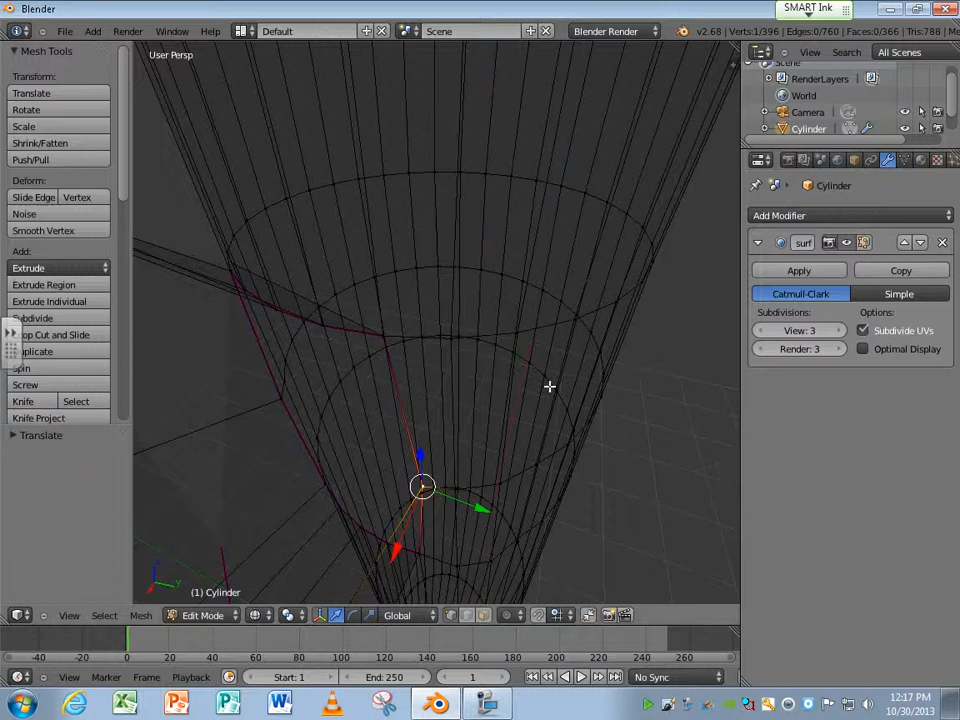 Blender
SMART Ink
File Add Render Window Help Default Scene Blender Render v2.68 | Verts:1/396 | Edges:0/760 | Faces:0/366 | Tris:788 | Me
Mesh Tools
User Persp
View Search All Scenes
Scene
RenderLayers
World
Camera
Cylinder
Transform:
Translate
Rotate
Scale
Shrink/Fatten
Push/Pull
Deform:
Slide Edge Vertex
Noise
Smooth Vertex
Add:
Extrude
Extrude Region
Extrude Individual
Subdivide
oop Cut and Slide
uplicate
Spin
Screw
Knife Select
Knife Project
Translate
Cylinder
Add Modifier
surf
Apply Copy
Catmull-Clark Simple
Subdivisions: Options:
View: 3 Subdivide UVs
Render: 3 Optimal Display
Z
Y
(1) Cylinder
View Select Mesh Edit Mode Global
-40 -20 0 20 40 60 80 100 120 140 160 180 200 220 240 260 280
View Marker Frame Playback Start: 1 End: 250 1 No Sync
12:17 PM
10/30/2013